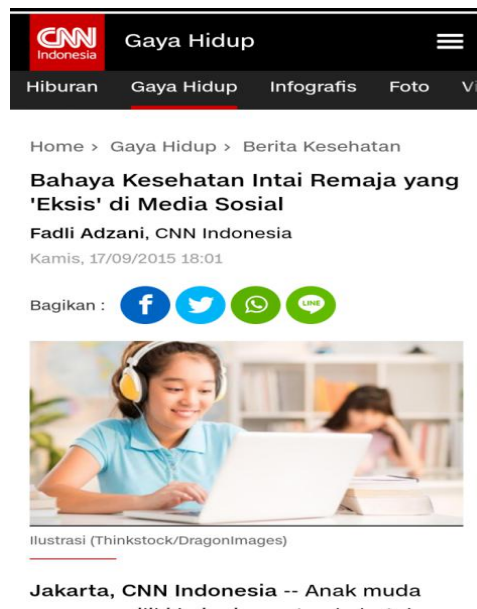 CNN
Indonesia
Gaya Hidup
Hiburan Gaya Hidup Infografis Foto
Home > Gaya Hidup > Berita Kesehatan
Bahaya Kesehatan Intai Remaja yang
'Eksis' di Media Sosial
Fadli Adzani, CNN Indonesia
Kamis, 17/09/2015 18:01
Bagikan :
LINE
Ilustrasi (Thinkstock/DragonImages)
Jakarta, CNN Indonesia -- Anak muda